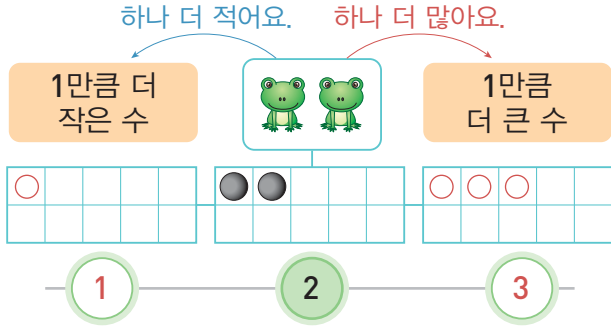 하나 더 적어요.
하나 더 많아요.
1만큼 더
작은 수
1만큼
더 큰 수
1
2
3